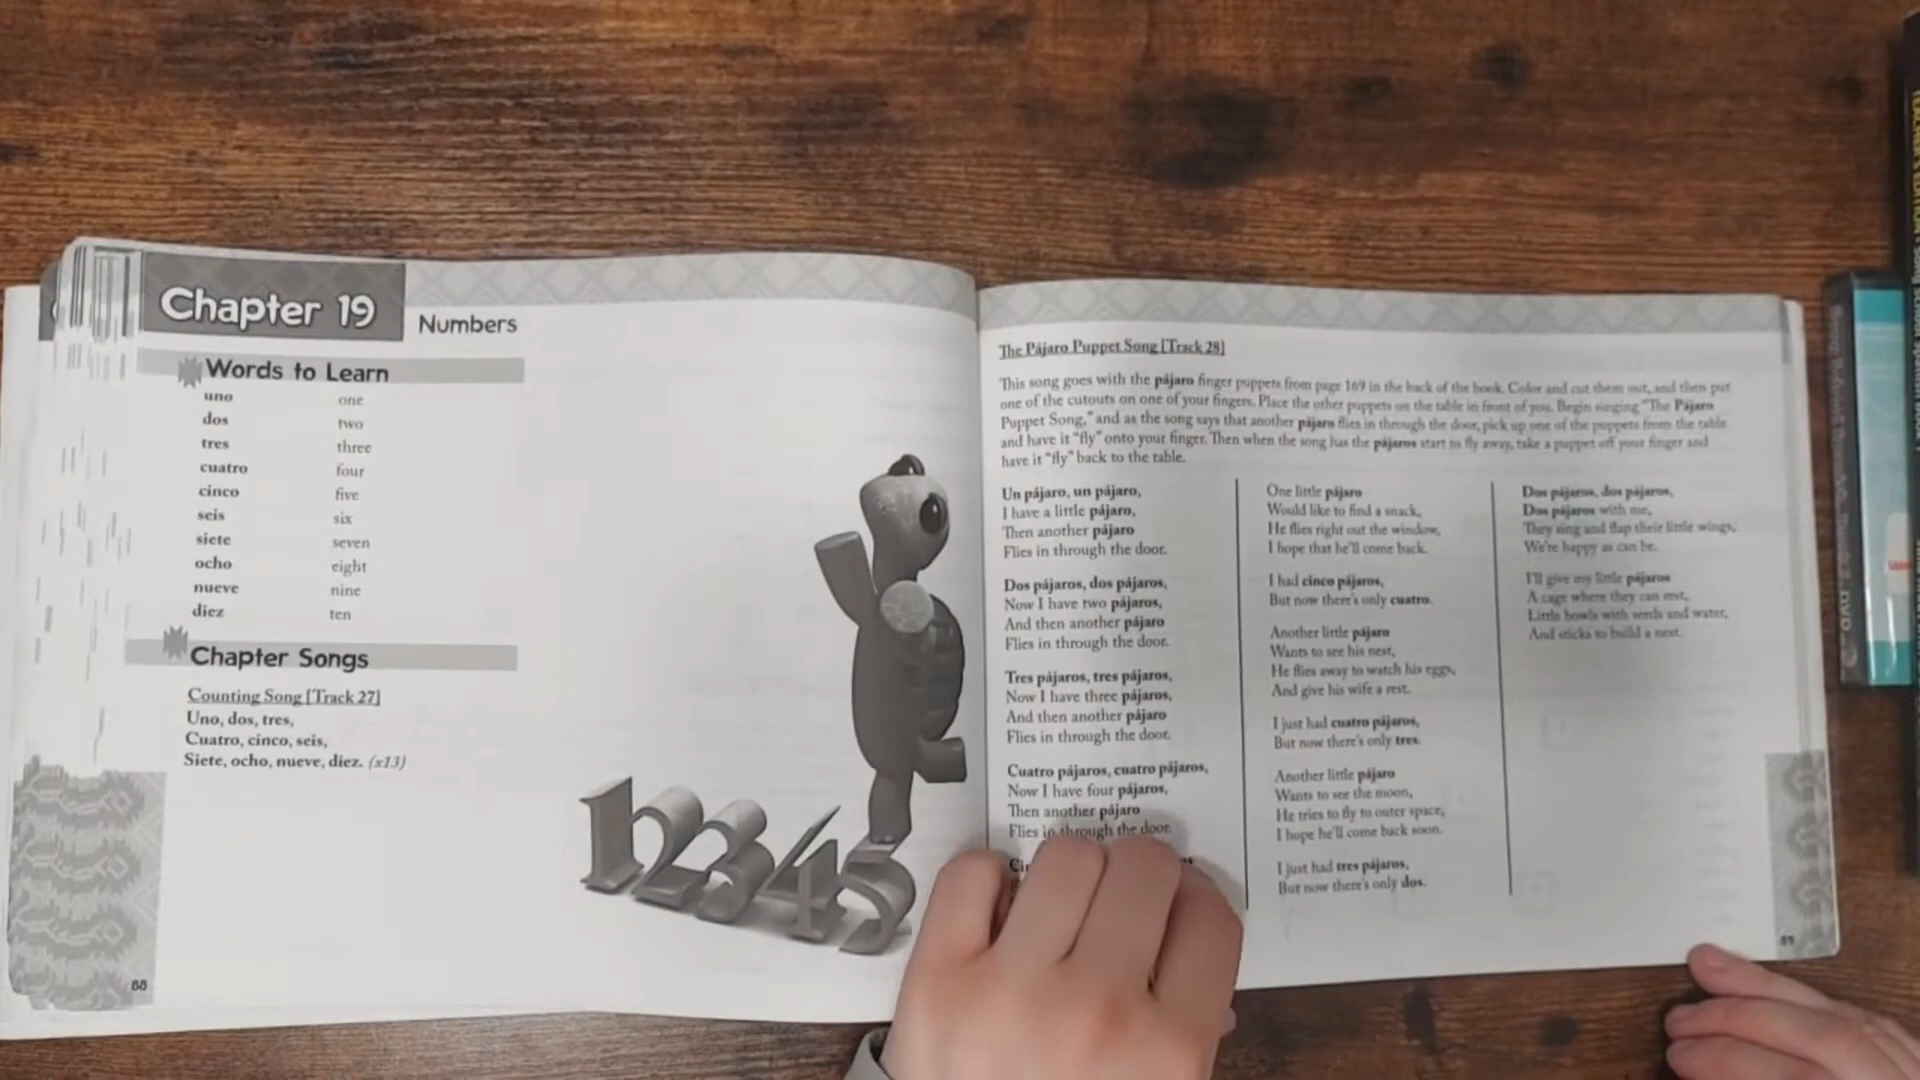 Chapter 19
Numbers
Words to Learn
uno one
dos two
tres three
cuatro four
cinco five
seis six
siete seven
ocho eight
nueve nine
diez ten
Chapter Songs
Counting Song [Track 27]
Uno, dos, tres,
Cuatro, cinco, seis,
Siete, ocho, nueve, diez. (x13)
12345
88
The Pájaro Puppet Song [Track 28]
This song goes with the pájaro finger puppets from page 169 in the back of the book. Color and cut them out, and then put
one of the cutouts on one of your fingers. Place the other puppets on the table in front of you. Begin singing "The Pájaro
Puppet Song," and as the song says that another pájaro flies in through the door, pick up one of the puppets from the table
and have it "fly" onto your finger. Then when the song has the pájaros start to fly away, take a puppet off your finger and
have it "fly" back to the table.
Un pájaro, un pájaro,
I have a little pájaro,
Then another pájaro
Flies in through the door.
Dos pájaros, dos pájaros,
Now I have two pájaros,
And then another pájaro
Flies in through the door.
Tres pájaros, tres pájaros,
Now I have three pájaros,
And then another pájaro
Flies in through the door.
Cuatro pájaros, cuatro pájaros,
Now I have four pájaros,
Then another pájaro
Flies in through the door.
One little pájaro
Would like to find a snack,
He flies right out the window,
I hope that he'll come back.
I had cinco pájaros,
But now there's only cuatro.
Another little pájaro
Wants to see his nest,
He flies away to watch his eggs,
And give his wife a rest.
I just had cuatro pájaros,
But now there's only tres.
Another little pájaro
Wants to see the moon,
He tries to fly to outer space,
I hope he'll come back soon.
I just had tres pájaros,
But now there's only dos.
Dos pájaros, dos pájaros,
Dos pájaros with me,
They sing and flap their little wings,
We're happy as can be.
I'll give my little pájaros
A cage where they can rest,
Little bowls with seeds and water,
And sticks to build a nest.
89
TEACHER'S EDITION
DVD